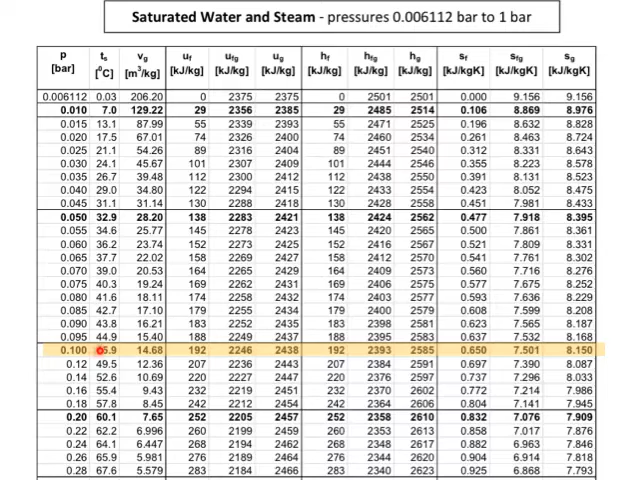 Saturated Water and Steam - pressures 0.006112 bar to 1 bar
p ts vg uf ufg ug hf hfg hg sf sfg sg
[bar] [⁰C] [m³/kg] [kJ/kg] [kJ/kg] [kJ/kg] [kJ/kg] [kJ/kg] [kJ/kg] [kJ/kgK] [kJ/kgK] [kJ/kgK]
0.006112 0.03 206.20 0 2375 2375 0 2501 2501 0.000 9.156 9.156
0.010 7.0 129.22 29 2356 2385 29 2485 2514 0.106 8.869 8.976
0.015 13.1 87.99 55 2339 2393 55 2471 2525 0.196 8.632 8.828
0.020 17.5 67.01 74 2326 2400 74 2460 2534 0.261 8.463 8.724
0.025 21.1 54.26 89 2316 2404 89 2451 2540 0.312 8.331 8.643
0.030 24.1 45.67 101 2307 2409 101 2444 2546 0.355 8.223 8.578
0.035 26.7 39.48 112 2300 2412 112 2438 2550 0.391 8.131 8.523
0.040 29.0 34.80 122 2294 2415 122 2433 2554 0.423 8.052 8.475
0.045 31.1 31.14 130 2288 2418 130 2428 2558 0.451 7.981 8.433
0.050 32.9 28.20 138 2283 2421 138 2424 2562 0.477 7.918 8.395
0.055 34.6 25.77 145 2278 2423 145 2420 2565 0.500 7.861 8.361
0.060 36.2 23.74 152 2273 2425 152 2416 2567 0.521 7.809 8.331
0.065 37.7 22.02 158 2269 2427 158 2412 2570 0.541 7.761 8.302
0.070 39.0 20.53 164 2265 2429 164 2409 2573 0.560 7.716 8.276
0.075 40.3 19.24 169 2262 2431 169 2406 2575 0.577 7.675 8.252
0.080 41.6 18.11 174 2258 2432 174 2403 2577 0.593 7.636 8.229
0.085 42.7 17.10 179 2255 2434 179 2400 2579 0.608 7.599 8.208
0.090 43.8 16.21 183 2252 2435 183 2398 2581 0.623 7.565 8.187
0.095 44.9 15.40 188 2249 2437 188 2395 2583 0.637 7.532 8.168
0.100 5.9 14.68 192 2246 2438 192 2393 2585 0.650 7.501 8.150
0.12 49.5 12.36 207 2236 2443 207 2384 2591 0.697 7.390 8.087
0.14 52.6 10.69 220 2227 2447 220 2376 2597 0.737 7.296 8.033
0.16 55.4 9.43 232 2219 2451 232 2370 2602 0.772 7.214 7.986
0.18 57.8 8.45 242 2212 2454 242 2364 2606 0.804 7.141 7.945
0.20 60.1 7.65 252 2205 2457 252 2358 2610 0.832 7.076 7.909
0.22 62.2 6.996 260 2199 2459 260 2353 2613 0.858 7.017 7.876
0.24 64.1 6.447 268 2194 2462 268 2348 2617 0.882 6.963 7.846
0.26 65.9 5.981 276 2189 2464 276 2344 2620 0.904 6.914 7.818
0.28 67.6 5.579 283 2184 2466 283 2340 2623 0.925 6.868 7.793